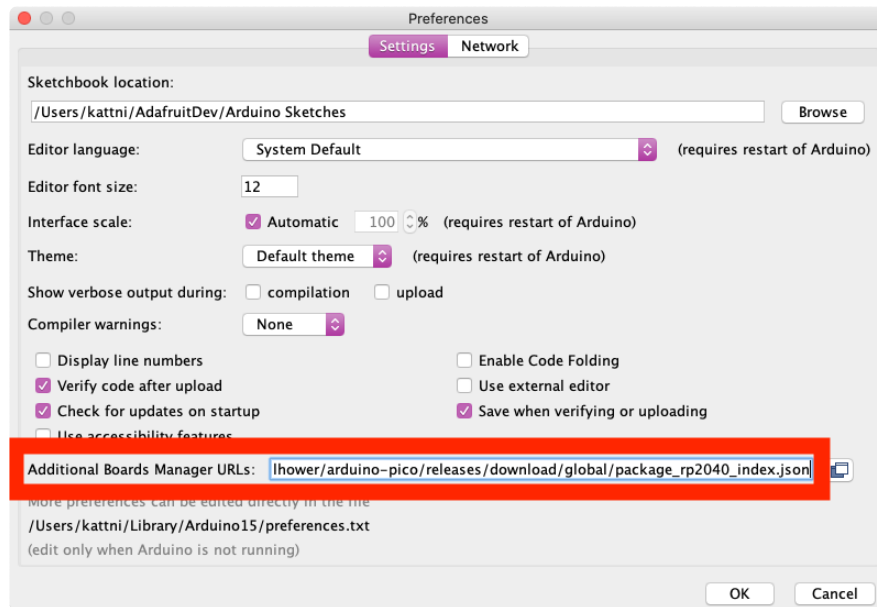 Preferences
Settings Network
Sketchbook location:
/Users/kattni/AdafruitDev/Arduino Sketches Browse
Editor language: System Default (requires restart of Arduino)
Editor font size: 12
Interface scale: Automatic 100 % (requires restart of Arduino)
Theme: Default theme (requires restart of Arduino)
Show verbose output during: compilation upload
Compiler warnings: None
Display line numbers Enable Code Folding
Verify code after upload Use external editor
Check for updates on startup Save when verifying or uploading
Use accessibility features
Additional Boards Manager URLs: lhower/arduino-pico/releases/download/global/package_rp2040_index.json
More preferences can be edited directly in the file
/Users/kattni/Library/Arduino15/preferences.txt
(edit only when Arduino is not running)
OK Cancel